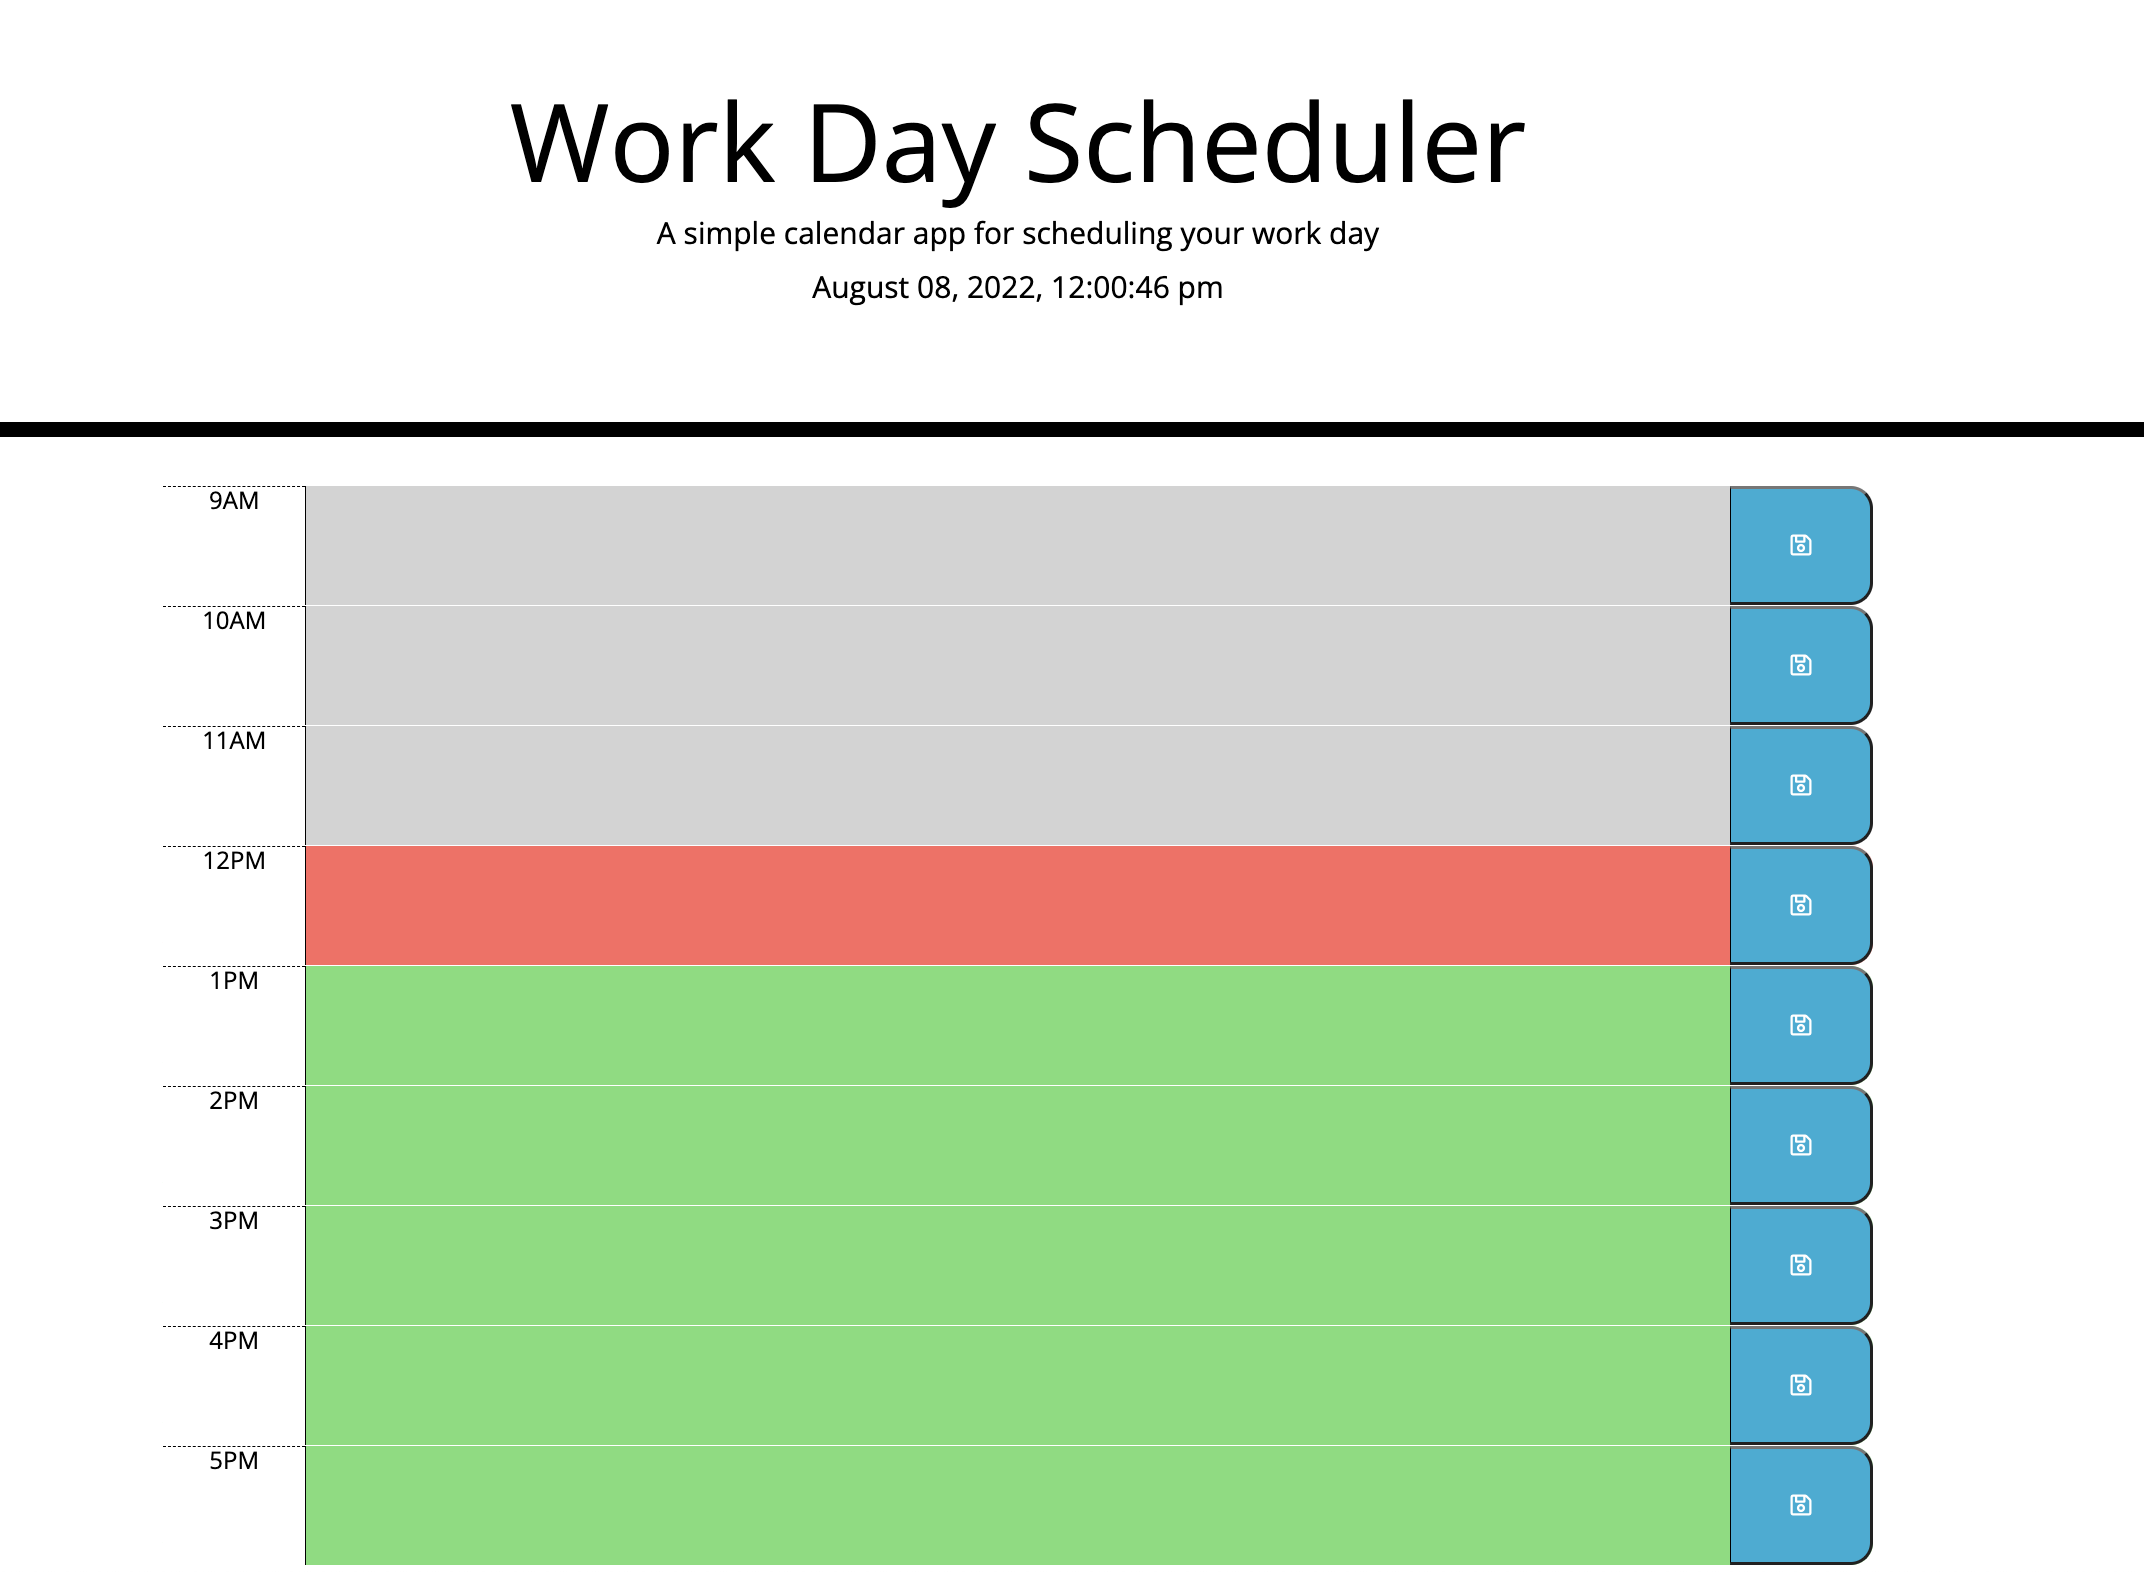 Work Day Scheduler
A simple calendar app for scheduling your work day
August 08, 2022, 12:00:46 pm
9AM
10AM
11AM
12PM
1PM
2PM
3PM
4PM
5PM